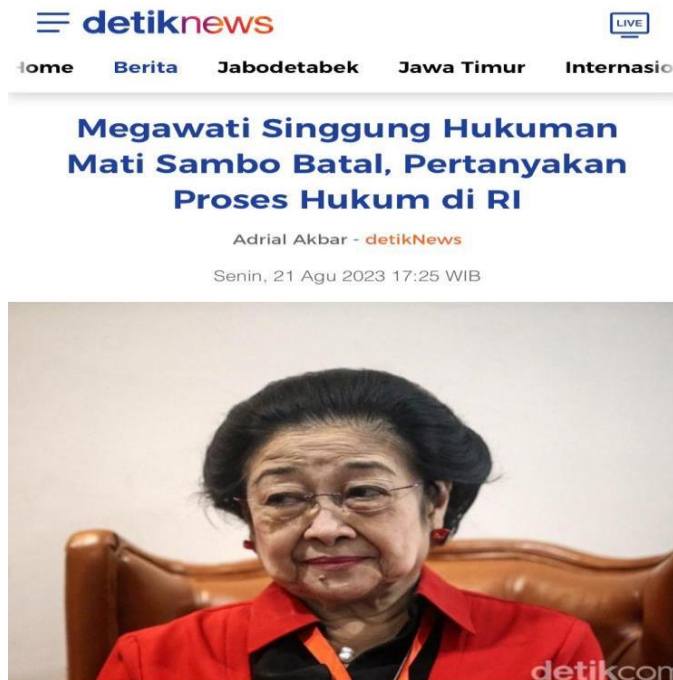 detiknews
LIVE
Home Berita Jabodetabek Jawa Timur Internasio
Megawati Singgung Hukuman
Mati Sambo Batal, Pertanyakan
Proses Hukum di RI
Adrial Akbar - detikNews
Senin, 21 Agu 2023 17:25 WIB
detikcom